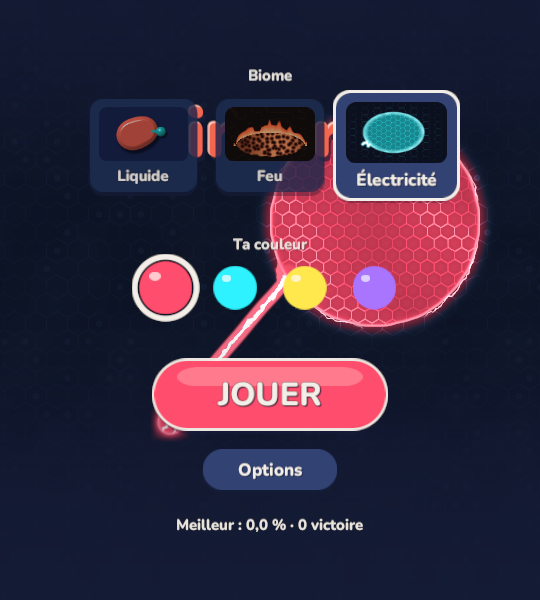 Biome
Liquide
Feu
Électricité
Ta couleur
JOUER
Options
Meilleur : 0,0 % · 0 victoire